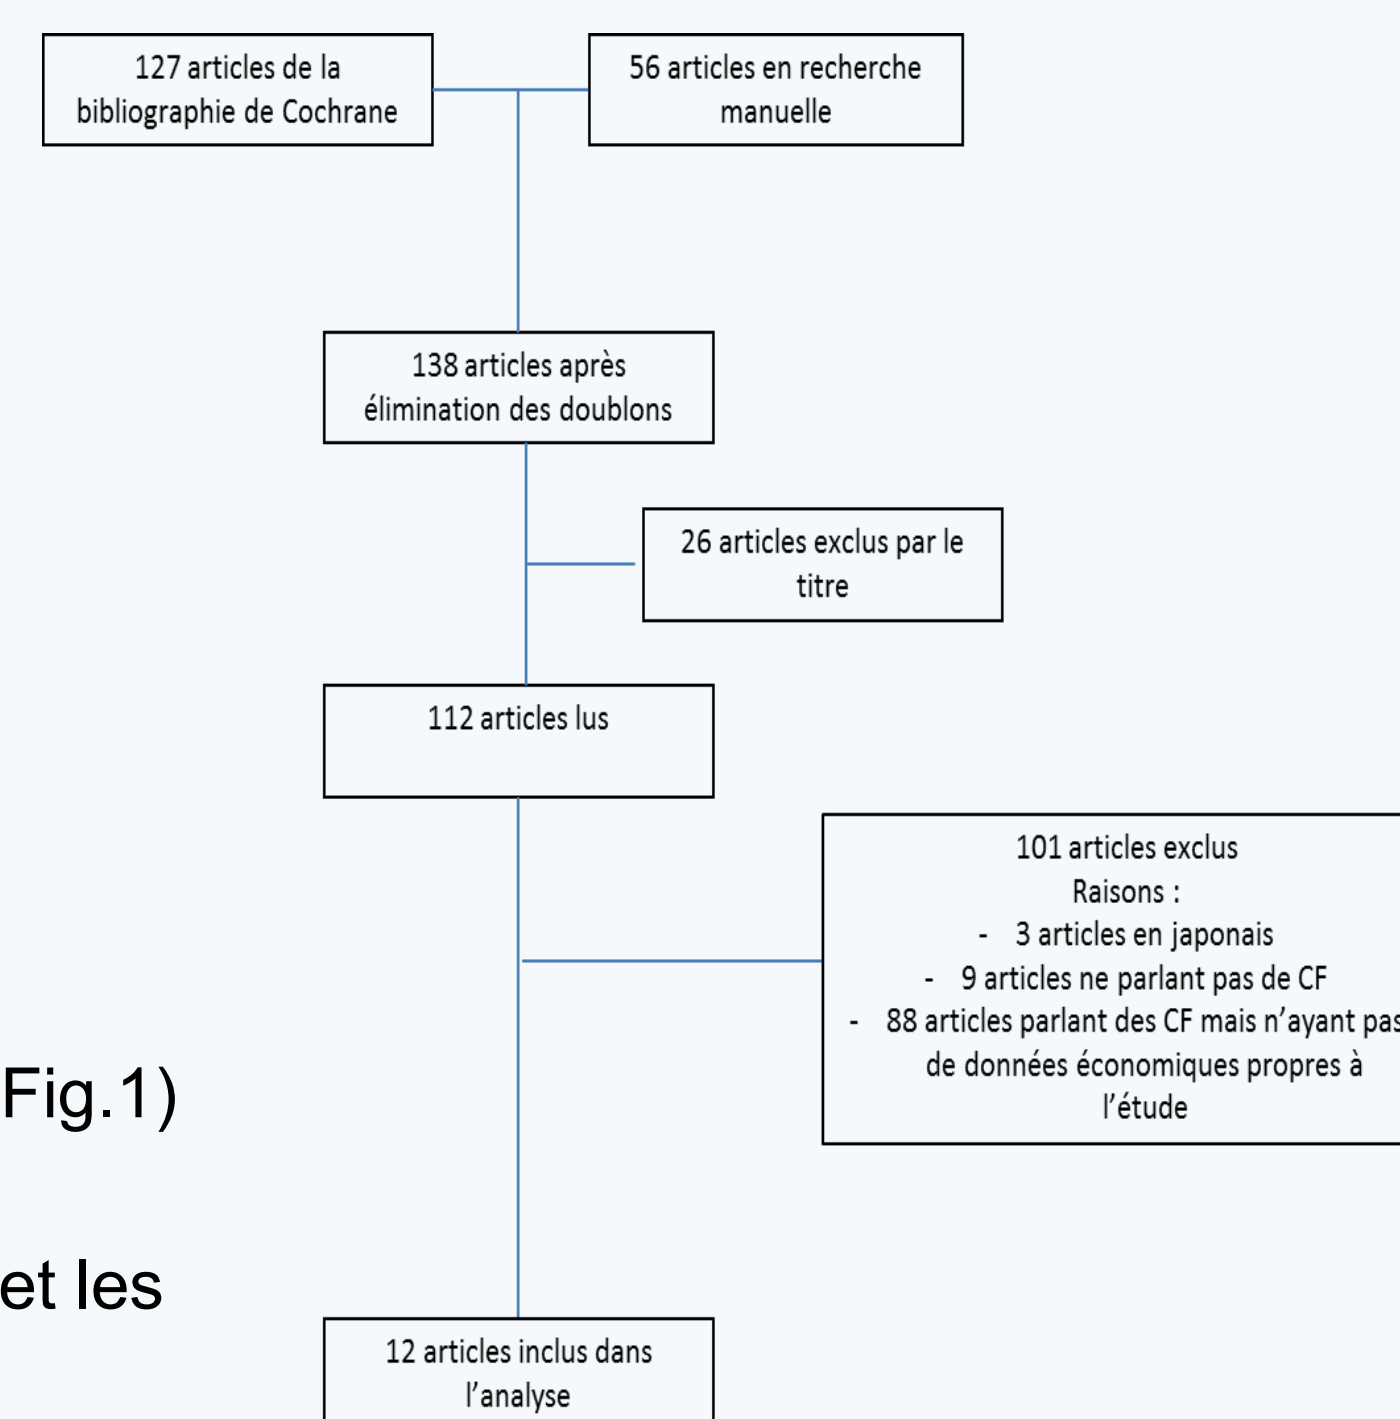 127 articles de la
bibliographie de Cochrane
56 articles en recherche
manuelle
138 articles après
élimination des doublons
26 articles exclus par le
titre
112 articles lus
101 articles exclus
Raisons :
- 3 articles en japonais
- 9 articles ne parlant pas de CF
- 88 articles parlant des CF mais n’ayant pas
de données économiques propres à
l’étude
Fig.1)
et les
12 articles inclus dans
l’analyse